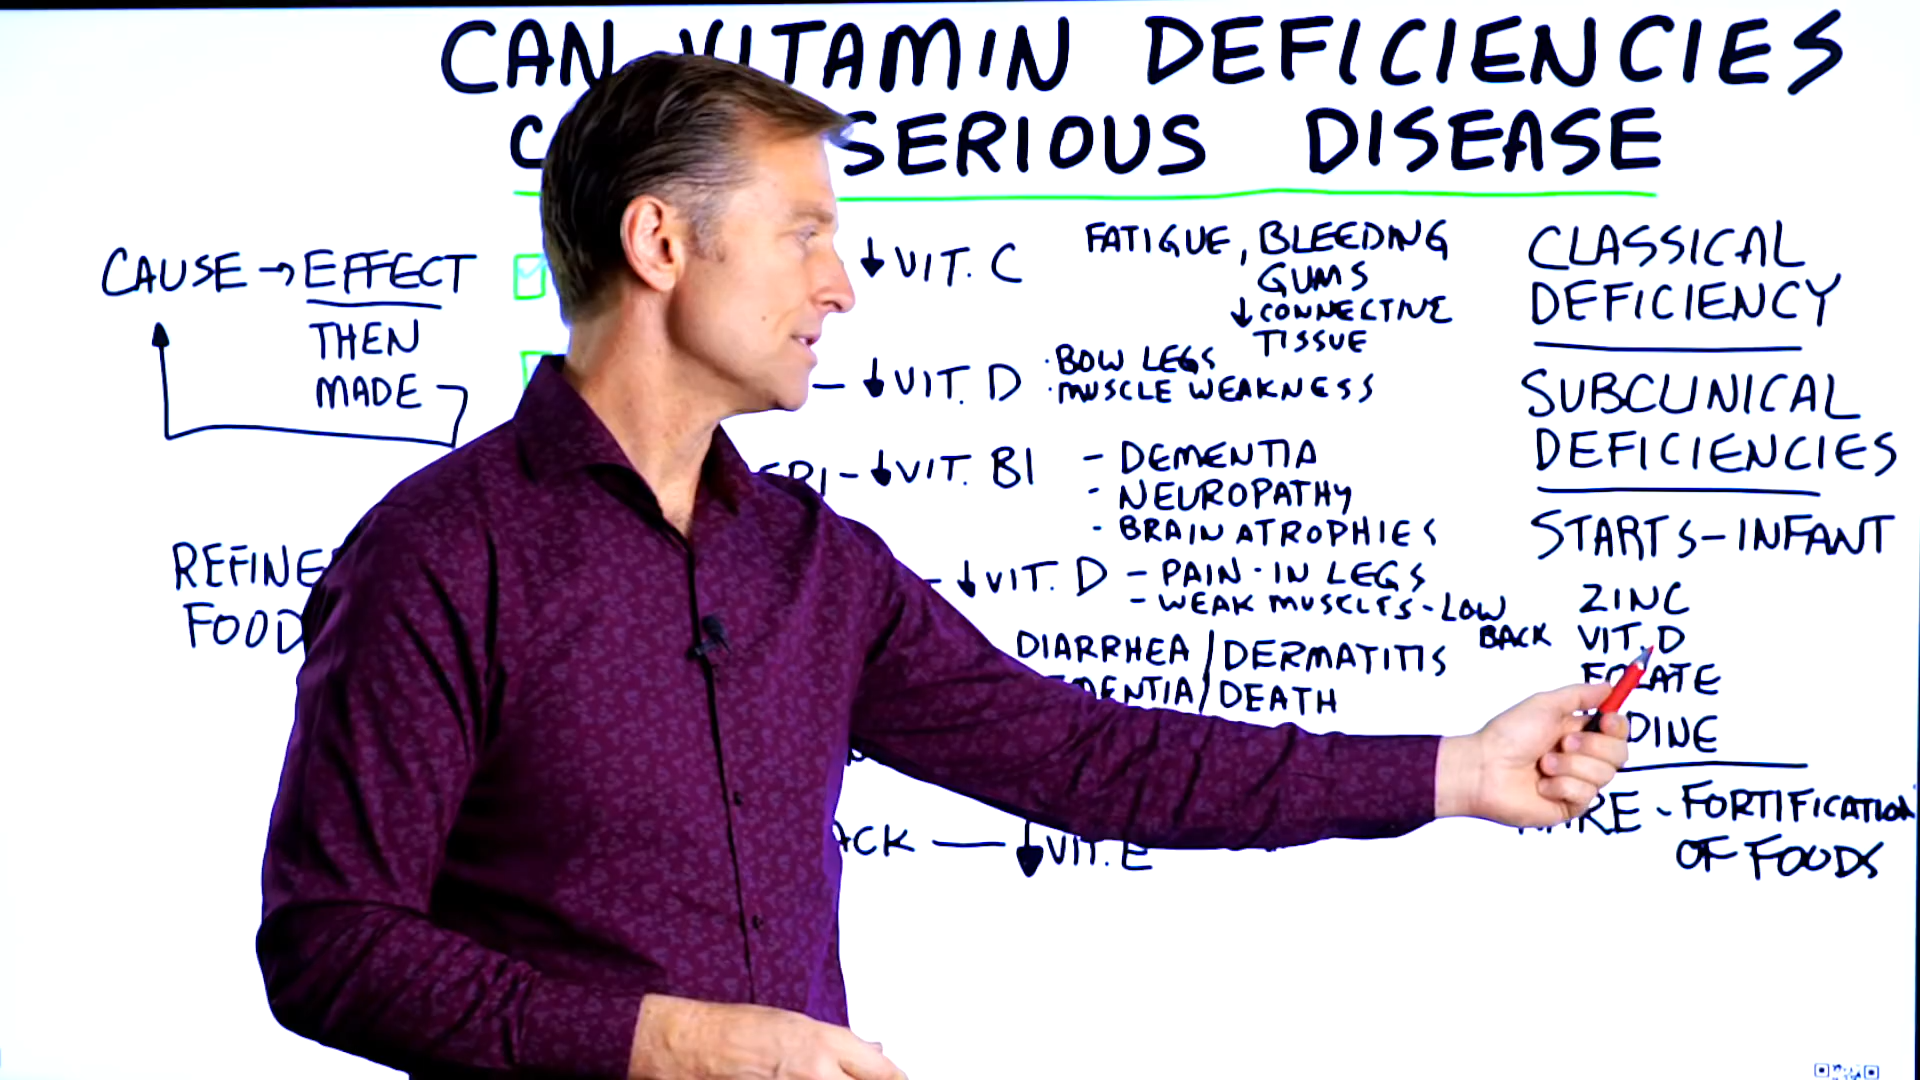 CAN VITAMIN DEFICIENCIES
SERIOUS DISEASE
CAUSE → EFFECT
THEN
MADE
↓ VIT. C
FATIGUE, BLEEDING
GUMS
↓ CONNECTIVE
TISSUE
– ↓ VIT. D
· BOW LEGS
· MUSCLE WEAKNESS
– ↓ VIT. B1
– DEMENTIA
- NEUROPATHY
- BRAIN ATROPHIES
– ↓ VIT. D
– PAIN - IN LEGS
– WEAK MUSCLES - LOW
BACK
DIARRHEA / DERMATITIS
/ DEATH
— ↓ VIT. E
REFINE
FOOD
CLASSICAL
DEFICIENCY
SUBCLINICAL
DEFICIENCIES
STARTS – INFANT
ZINC
VIT. D
FOLATE
- FORTIFICATION
OF FOODS